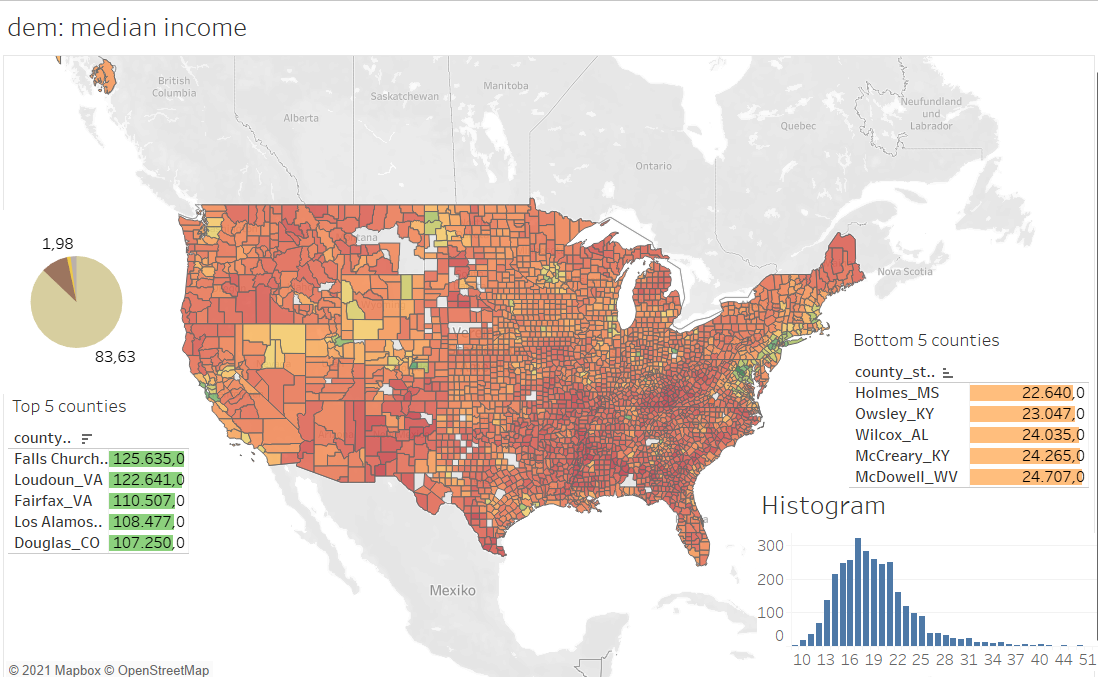 dem: median income
British
Columbia
Alberta
Saskatchewan
Manitoba
Ontario
Quebec
Neufundland
und
Labrador
Nova Scotia
tana
Mexiko
1,98
83,63
Top 5 counties
county..
Falls Church.. 125.635,0
Loudoun_VA 122.641,0
Fairfax_VA 110.507,0
Los Alamos.. 108.477,0
Douglas_CO 107.250,0
Bottom 5 counties
county_st..
Holmes_MS 22.640,0
Owsley_KY 23.047,0
Wilcox_AL 24.035,0
McCreary_KY 24.265,0
McDowell_WV 24.707,0
Histogram
300
200
100
0
10 13 16 19 22 25 28 31 34 37 40 44 51
© 2021 Mapbox © OpenStreetMap